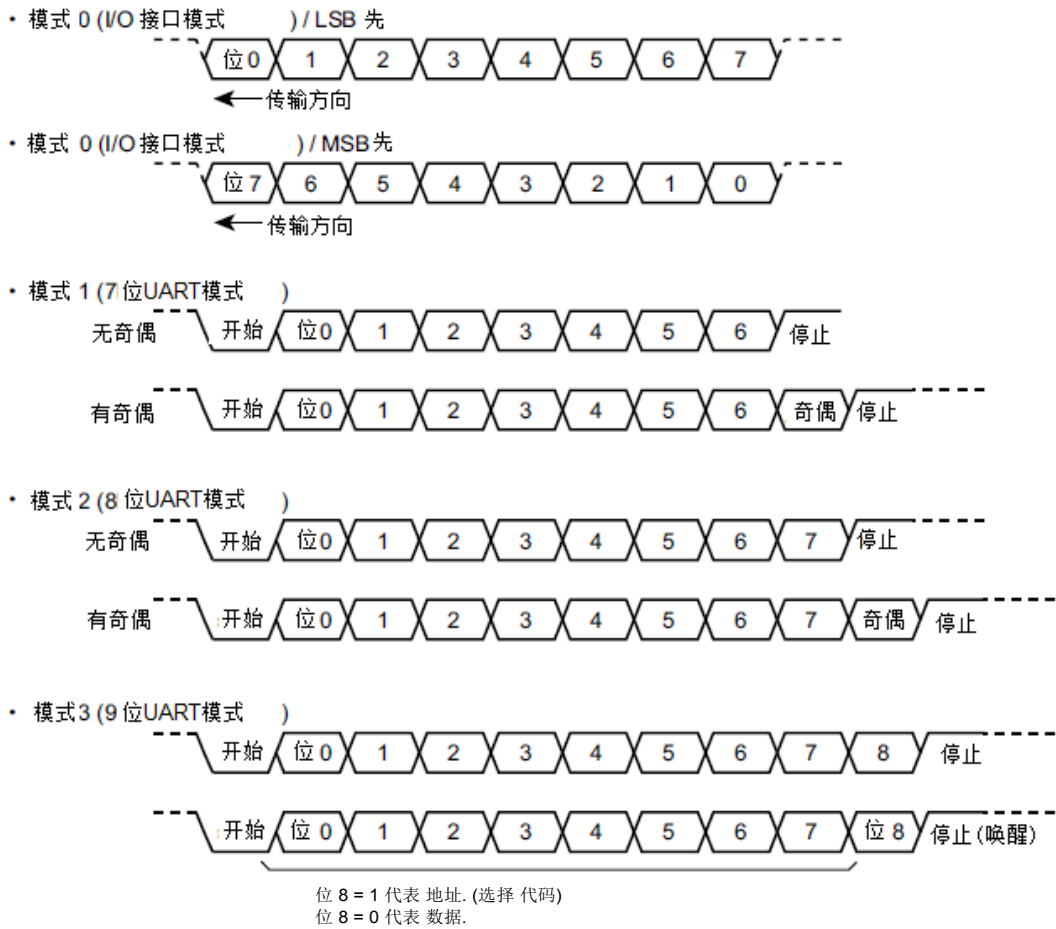 ・模式 0 (I/O 接口模式 ) / LSB 先
位 0 1 2 3 4 5 6 7
传输方向
・模式 0 (I/O 接口模式 ) / MSB 先
位 7 6 5 4 3 2 1 0
传输方向
・模式 1 (7 位UART模式 )
无奇偶 开始 位 0 1 2 3 4 5 6 停止
有奇偶 开始 位 0 1 2 3 4 5 6 奇偶 停止
・模式 2 (8 位UART模式 )
无奇偶 开始 位 0 1 2 3 4 5 6 7 停止
有奇偶 开始 位 0 1 2 3 4 5 6 7 奇偶 停止
・模式3 (9 位UART模式 )
开始 位 0 1 2 3 4 5 6 7 8 停止
开始 位 0 1 2 3 4 5 6 7 位 8 停止 (唤醒)
位 8 = 1 代表 地址. (选择 代码)
位 8 = 0 代表 数据.